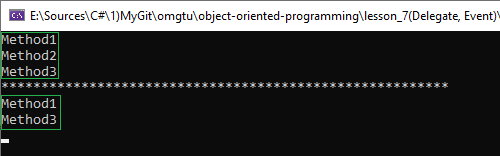 E:\Sources\C#\1)MyGit\omgtu\object-oriented-programming\lesson_7(Delegate, Event)\
Method1
Method2
Method3
********************************************************
Method1
Method3